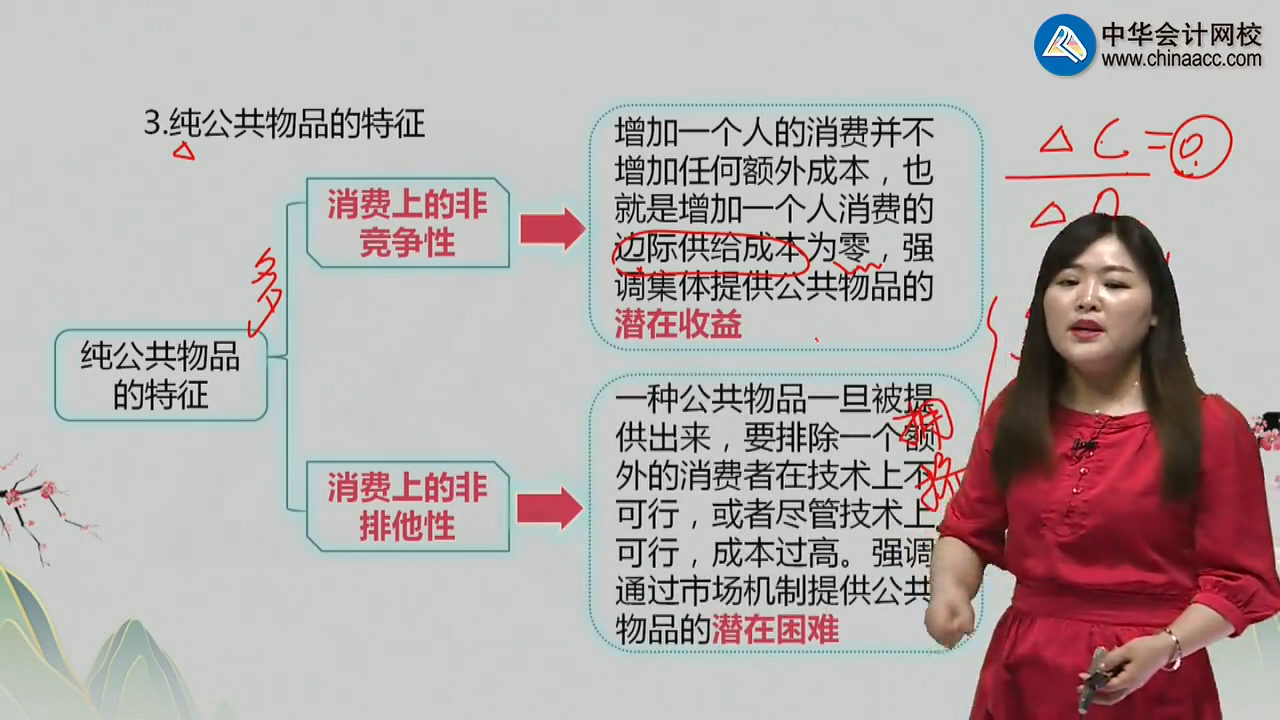 中华会计网校
www.chinaacc.com
3.纯公共物品的特征
△
△C=0
△Q
增加一个人的消费并不
增加任何额外成本，也
就是增加一个人消费的
边际供给成本为零，强
调集体提供公共物品的
潜在收益
消费上的非
竞争性
多
纯公共物品
的特征
消费上的非
排他性
一种公共物品一旦被提
供出来，要排除一个额
外的消费者在技术上不
可行，或者尽管技术上
可行，成本过高。强调
通过市场机制提供公共
物品的潜在困难
拥
挤